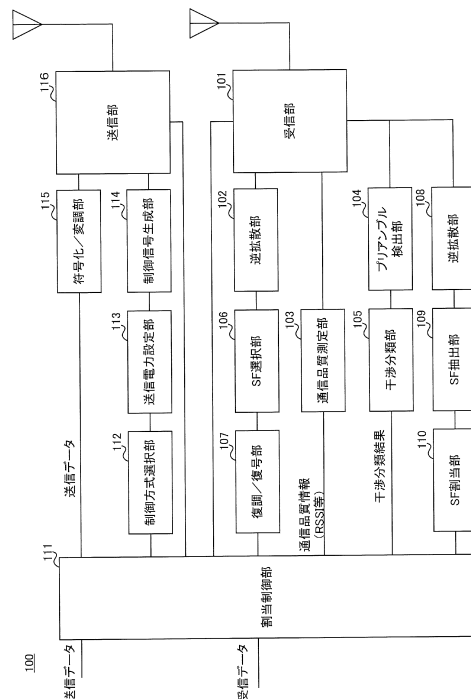 100
送信データ
受信データ
111
割当制御部
送信データ
112
制御方式選択部
113
送信電力設定部
114
制御信号生成部
115
符号化／変調部
116
送信部
107
復調／復号部
106
SF選択部
102
逆拡散部
101
受信部
通信品質情報
(RSSI等)
103
通信品質測定部
干渉分類結果
105
干渉分類部
104
プリアンブル
検出部
110
SF割当部
109
SF抽出部
108
逆拡散部